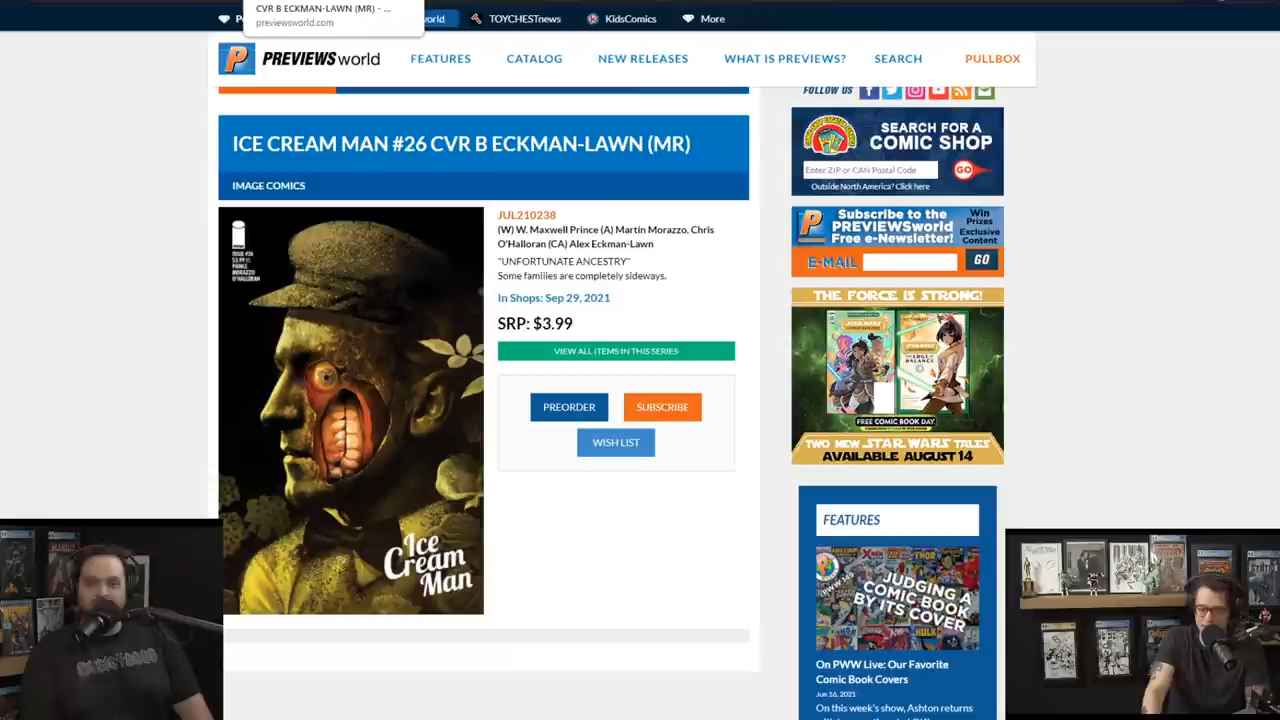 CVR B ECKMAN-LAWN (MR) - ...
previewsworld.com
TOYCHESTnews
KidsComics
More
PREVIEWSworld
FEATURES
CATALOG
NEW RELEASES
WHAT IS PREVIEWS?
SEARCH
PULLBOX
FOLLOW US
ICE CREAM MAN #26 CVR B ECKMAN-LAWN (MR)
IMAGE COMICS
JUL210238
(W) W. Maxwell Prince (A) Martin Morazzo, Chris
O'Halloran (CA) Alex Eckman-Lawn
"UNFORTUNATE ANCESTRY"
Some families are completely sideways.
In Shops: Sep 29, 2021
SRP: $3.99
VIEW ALL ITEMS IN THIS SERIES
PREORDER
SUBSCRIBE
WISH LIST
Ice
Cream
Man
SEARCH FOR A
COMIC SHOP
Enter ZIP or CAN Postal Code
GO
Outside North America? Click here
Subscribe to the
PREVIEWSworld
Free e-Newsletter!
Win
Prizes
Exclusive
Content
E-MAIL
GO
THE FORCE IS STRONG!
FREE COMIC BOOK DAY
TWO NEW STAR WARS TALES
AVAILABLE AUGUST 14
FEATURES
JUDGING A
COMIC BOOK
BY ITS COVER
On PWW Live: Our Favorite
Comic Book Covers
Jun 16, 2021
On this week's show, Ashton returns